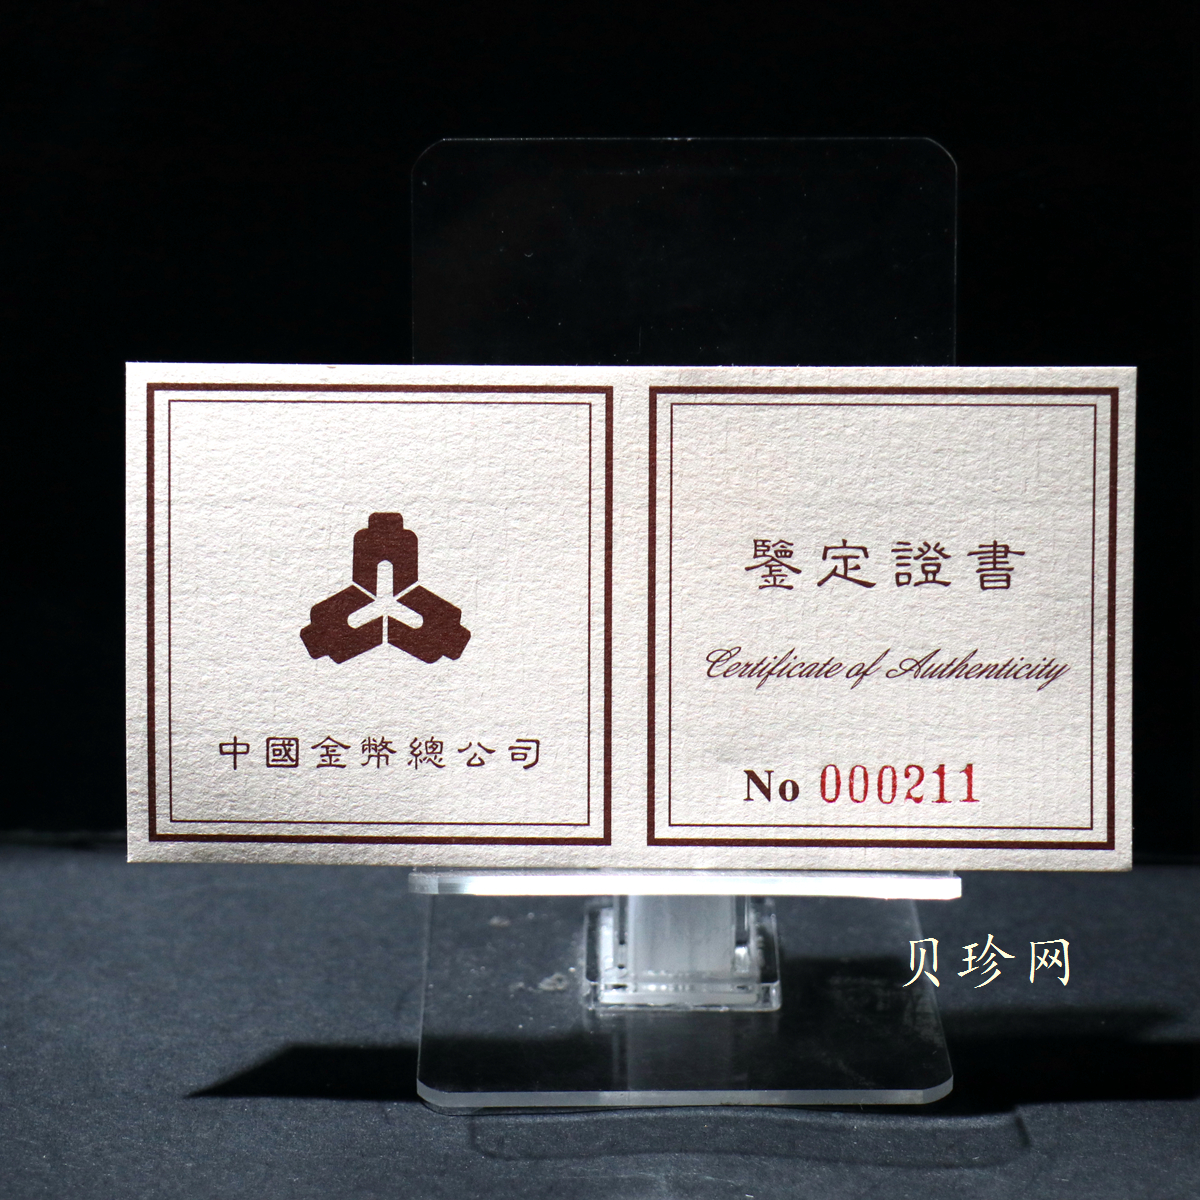 中國金幣總公司
鑒定證書
Certificate of Authenticity
No 000211
贝珍网